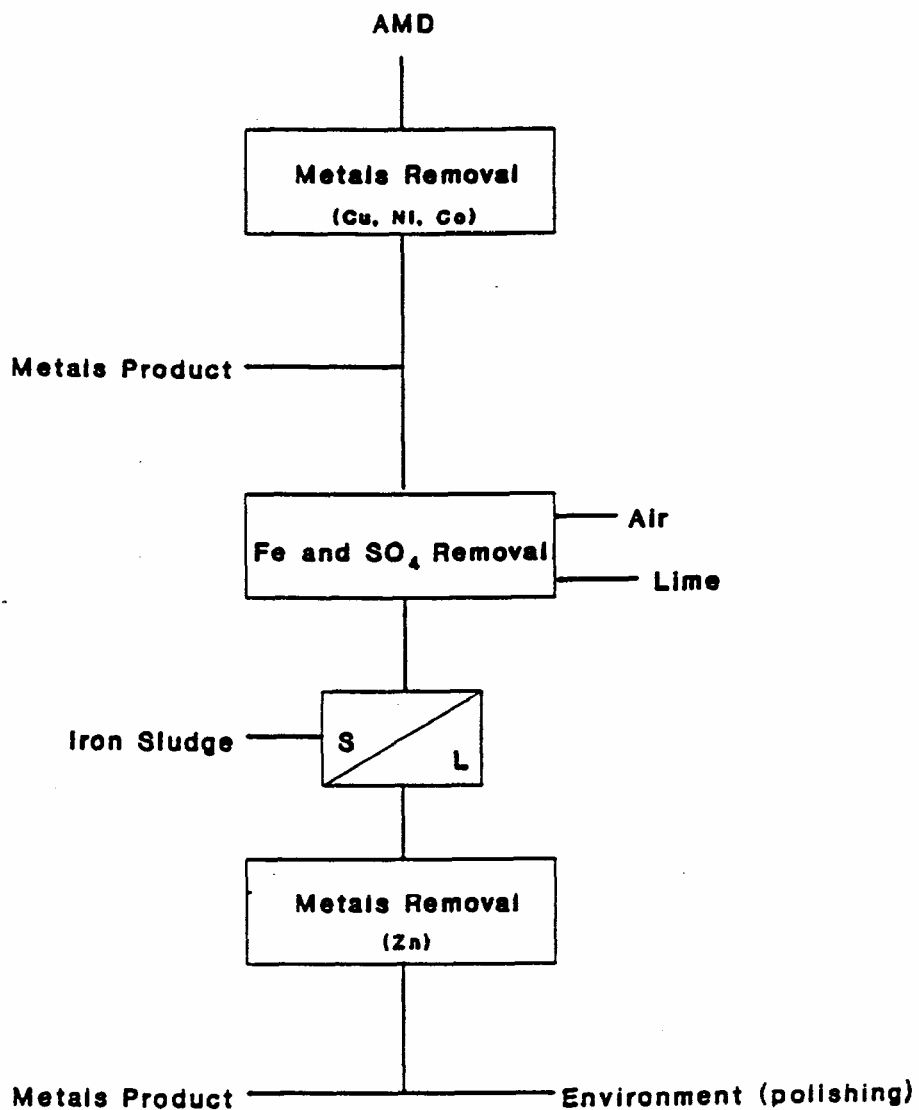 AMD
Metals Removal
(Cu, Ni, Co)
Metals Product
Fe and SO₄ Removal
Air
Lime
Iron Sludge
S
L
Metals Removal
(Zn)
Metals Product
Environment (polishing)